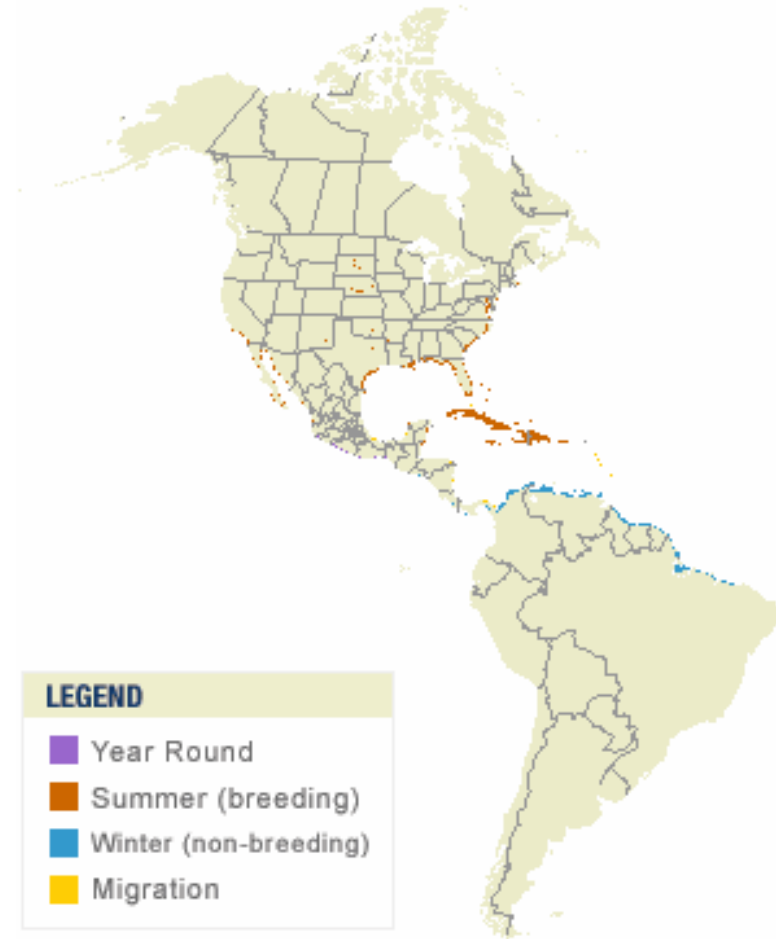 LEGEND
Year Round
Summer (breeding)
Winter (non-breeding)
Migration